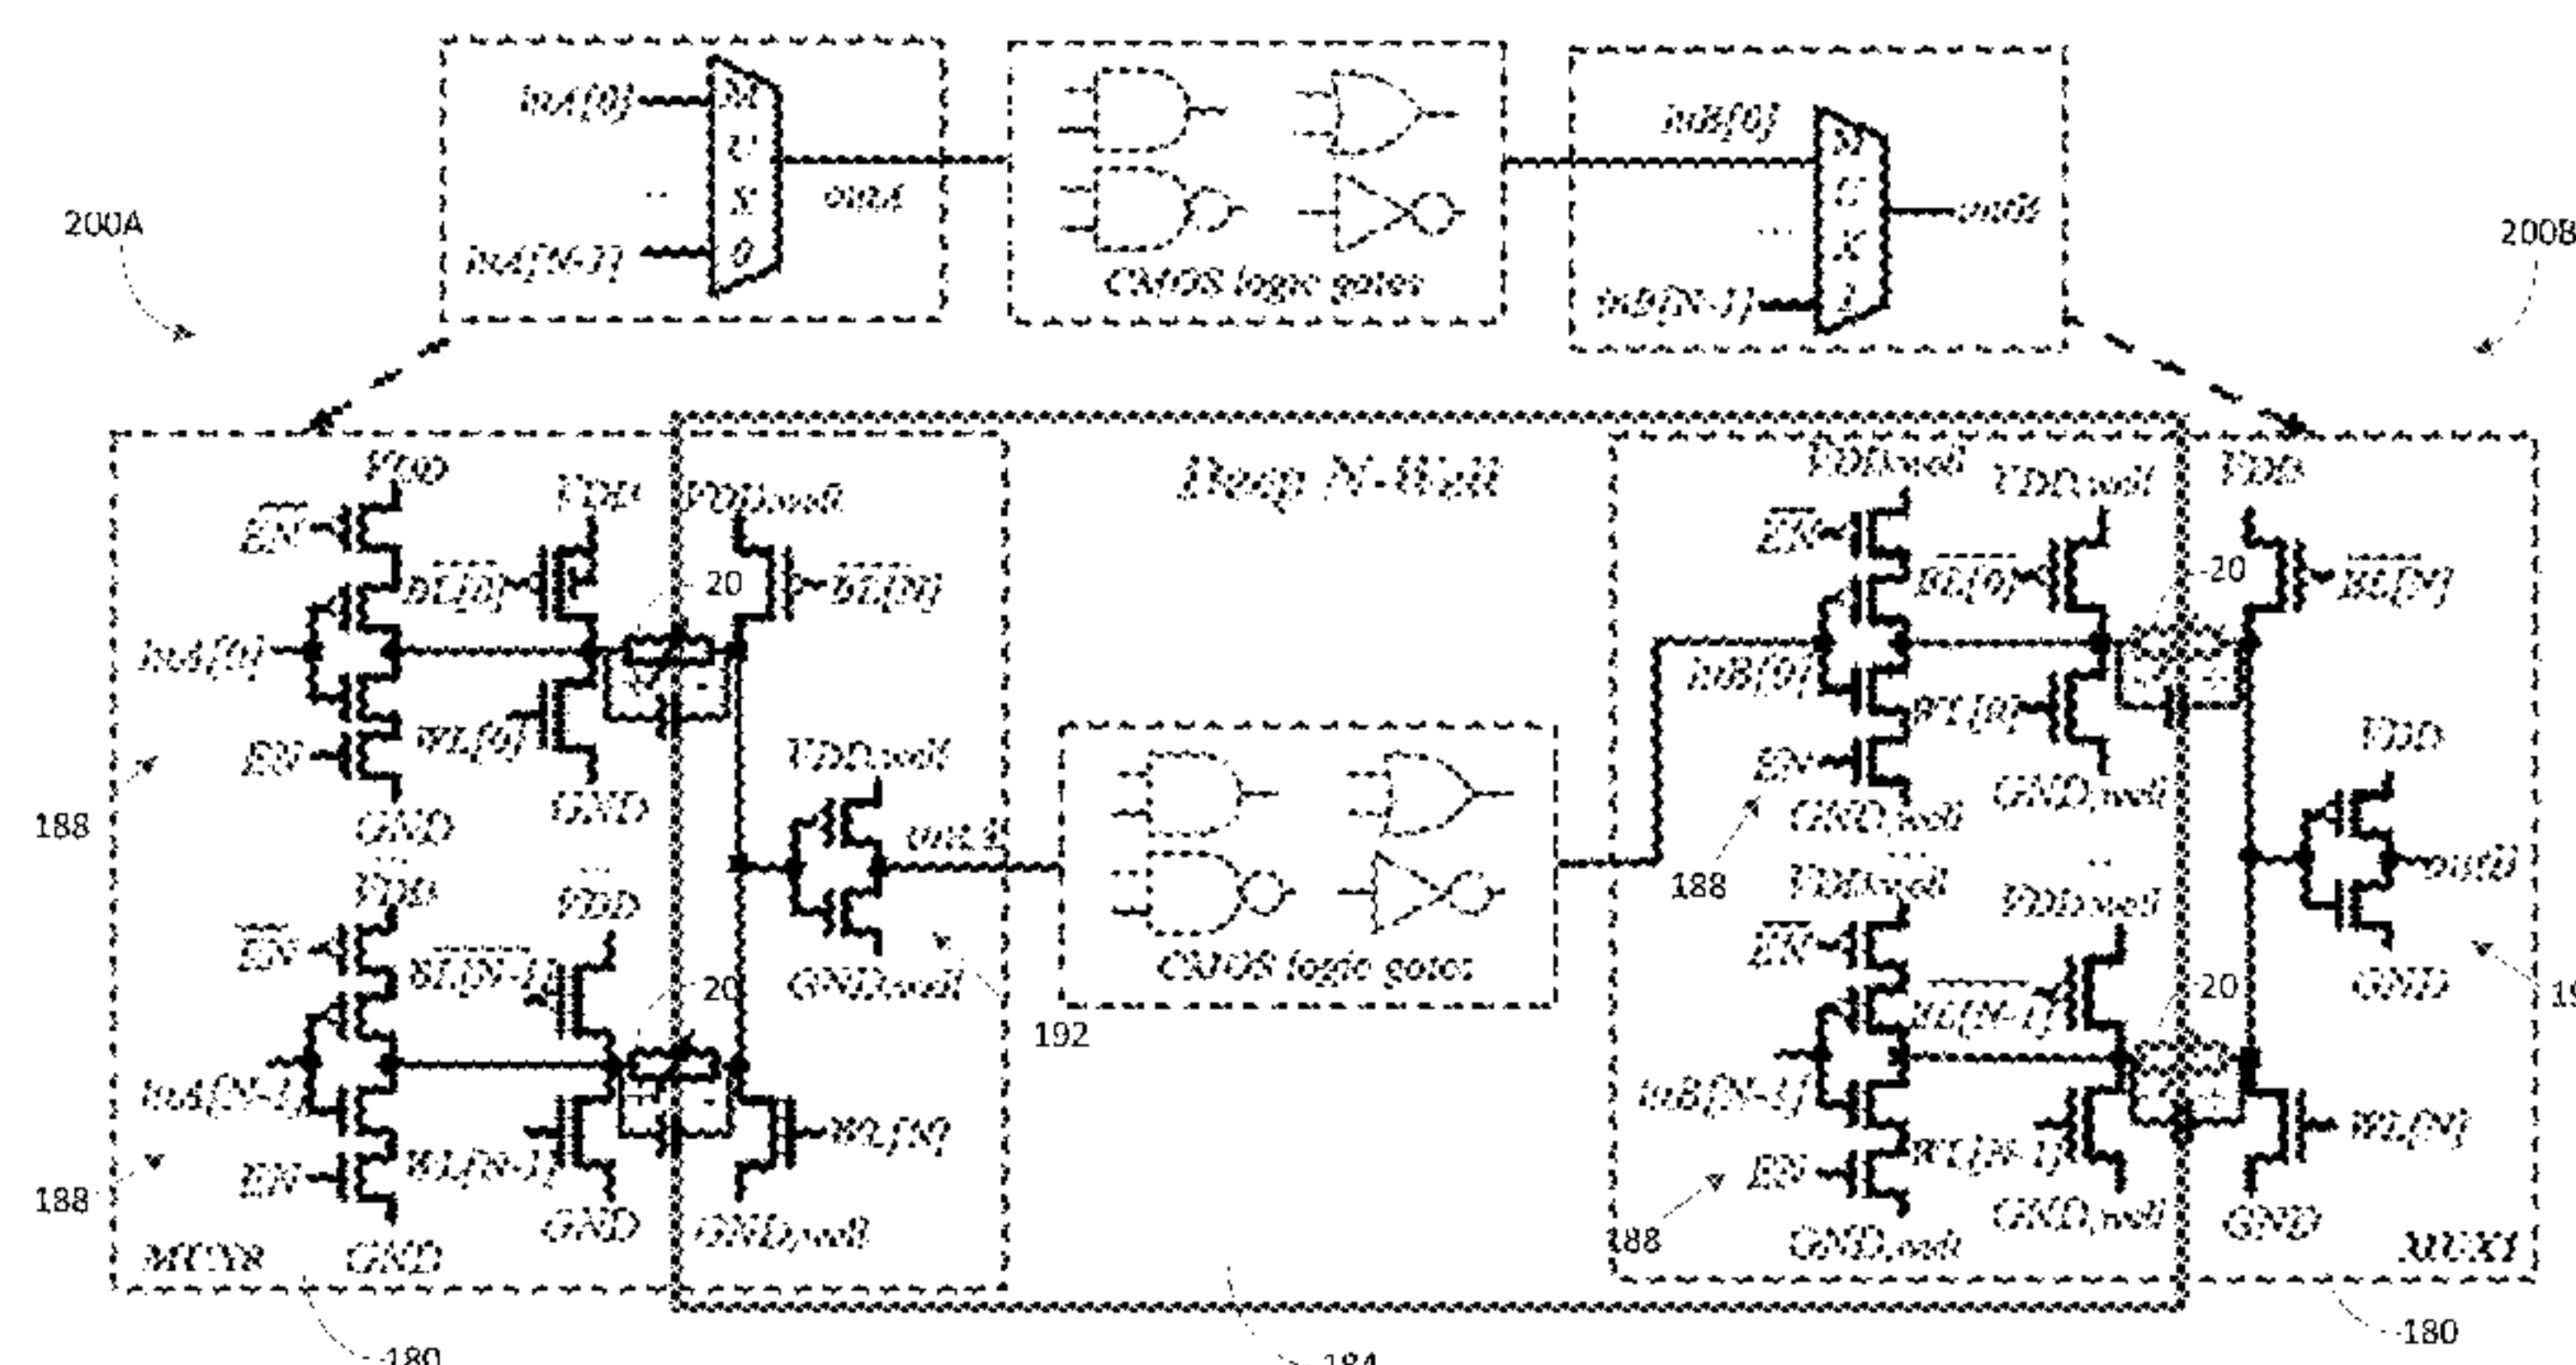 inA[0]
M
U
X
0
outA
inA[N-1]
CMOS logic gates
inB[0]
M
U
X
1
outB
inB[N-1]
200A
200B
Deep N-Well
VDD
EN
inA[0]
EN
GND
VDD
BL[0]
WL[0]
GND
VDD,well
20
BL[N]
188
VDD,well
outA
GND,well
192
VDD
EN
inA[N-1]
EN
GND
VDD
BL[N-1]
WL[N-1]
GND
20
WL[N]
GND,well
188
180
CMOS logic gates
VDD,well
EN
inB[0]
EN
GND,well
188
VDD,well
BL[0]
WL[0]
GND,well
20
VDD
BL[N]
VDD
outB
GND
VDD,well
EN
inB[N-1]
EN
GND,well
188
VDD,well
BL[N-1]
WL[N-1]
GND,well
20
WL[N]
GND
MUX1
180
184